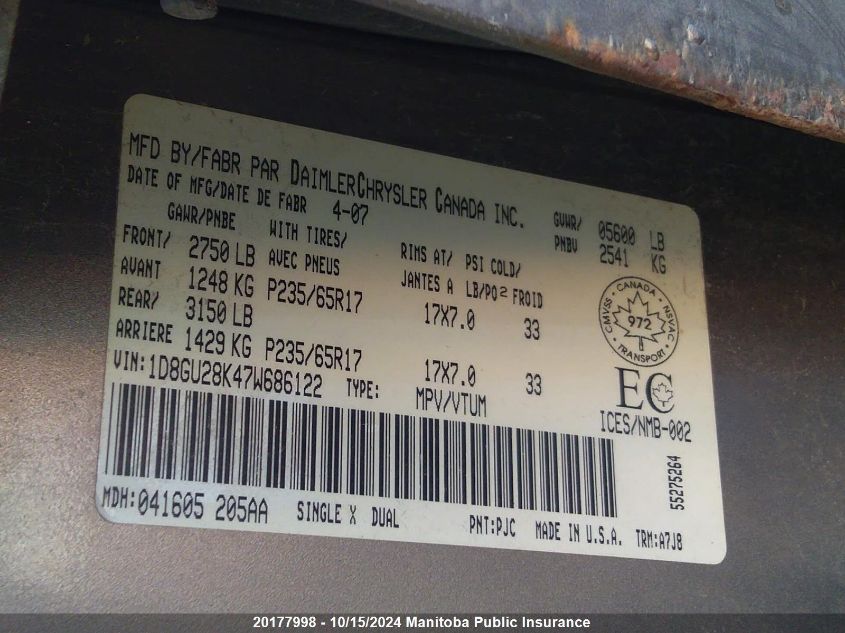 MFD BY/FABR PAR DAIMLERCHRYSLER CANADA INC.
DATE OF MFG/DATE DE FABR 4-07
GVWR/ 05600 LB
PNBV 2541 KG
GAWR/PNBE WITH TIRES/ RIMS AT/ PSI COLD/
AVEC PNEUS JANTES A LB/PO² FROID
FRONT/ 2750 LB
AVANT 1248 KG P235/65R17 17X7.0 33
REAR/ 3150 LB
ARRIERE 1429 KG P235/65R17 17X7.0 33
CANADA
CMVSS 972 NSVAC
TRANSPORT
VIN:1D8GU28K47W686122 TYPE: MPV/VTUM
EC
ICES/NMB-002
55275264
MDH:041605 205AA SINGLE X DUAL PNT:PJC MADE IN U.S.A. TRM:A7J8
20177998 - 10/15/2024 Manitoba Public Insurance